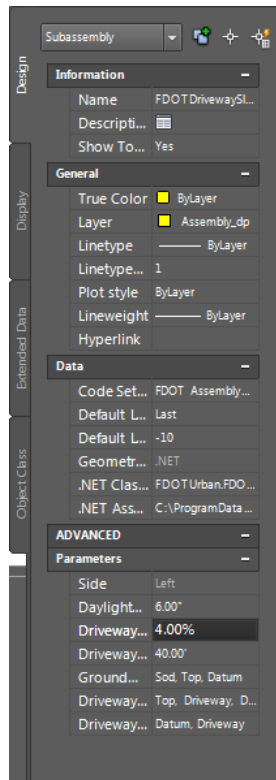 Subassembly
Design
Display
Extended Data
Object Class
Information
Name FDOT DrivewaySl...
Descripti...
Show To... Yes
General
True Color ByLayer
Layer Assembly_dp
Linetype ByLayer
Linetype... 1
Plot style ByLayer
Lineweight ByLayer
Hyperlink
Data
Code Set... FDOT Assembly...
Default L... Last
Default L... -10
Geometr... .NET
.NET Clas... FDOTUrban.FDO...
.NET Ass... C:\ProgramData
ADVANCED
Parameters
Side Left
Daylight... 6.00"
Driveway... 4.00%
Driveway... 40.00'
Ground... Sod, Top, Datum
Driveway... Top, Driveway, D...
Driveway... Datum, Driveway